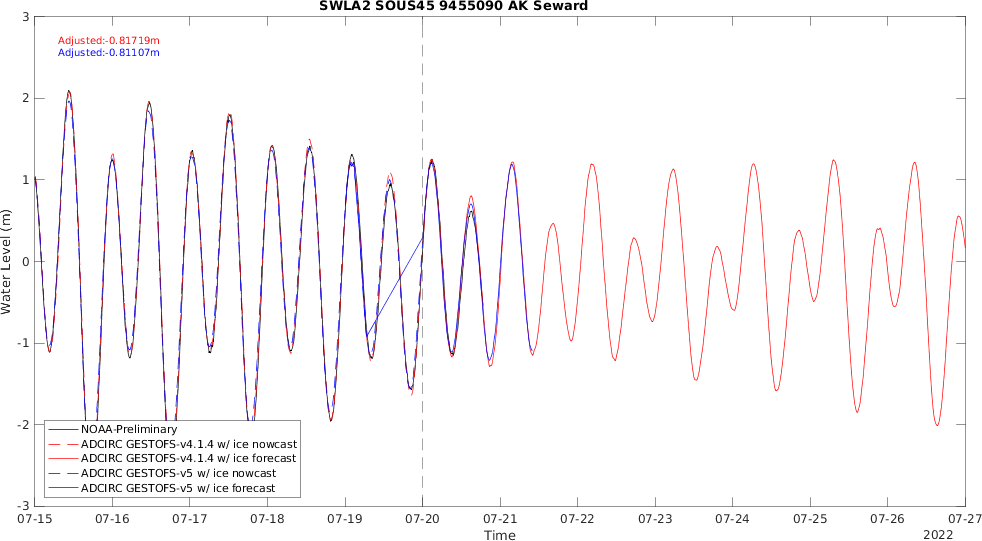 SWLA2 SOUS45 9455090 AK Seward
Adjusted:-0.81719m
Adjusted:-0.81107m
3
2
1
0
-1
-2
-3
Water Level (m)
NOAA-Preliminary
ADCIRC GESTOFS-v4.1.4 w/ ice nowcast
ADCIRC GESTOFS-v4.1.4 w/ ice forecast
ADCIRC GESTOFS-v5 w/ ice nowcast
ADCIRC GESTOFS-v5 w/ ice forecast
07-15 07-16 07-17 07-18 07-19 07-20 07-21 07-22 07-23 07-24 07-25 07-26 07-27
Time
2022